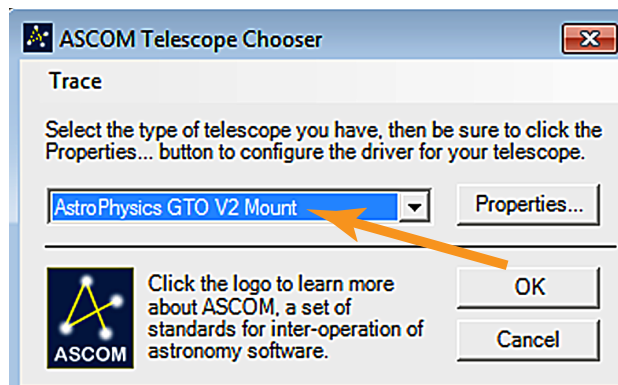 ASCOM Telescope Chooser
Trace
Select the type of telescope you have, then be sure to click the
Properties... button to configure the driver for your telescope.
AstroPhysics GTO V2 Mount
Properties...
Click the logo to learn more
about ASCOM, a set of
standards for inter-operation of
astronomy software.
ASCOM
OK
Cancel